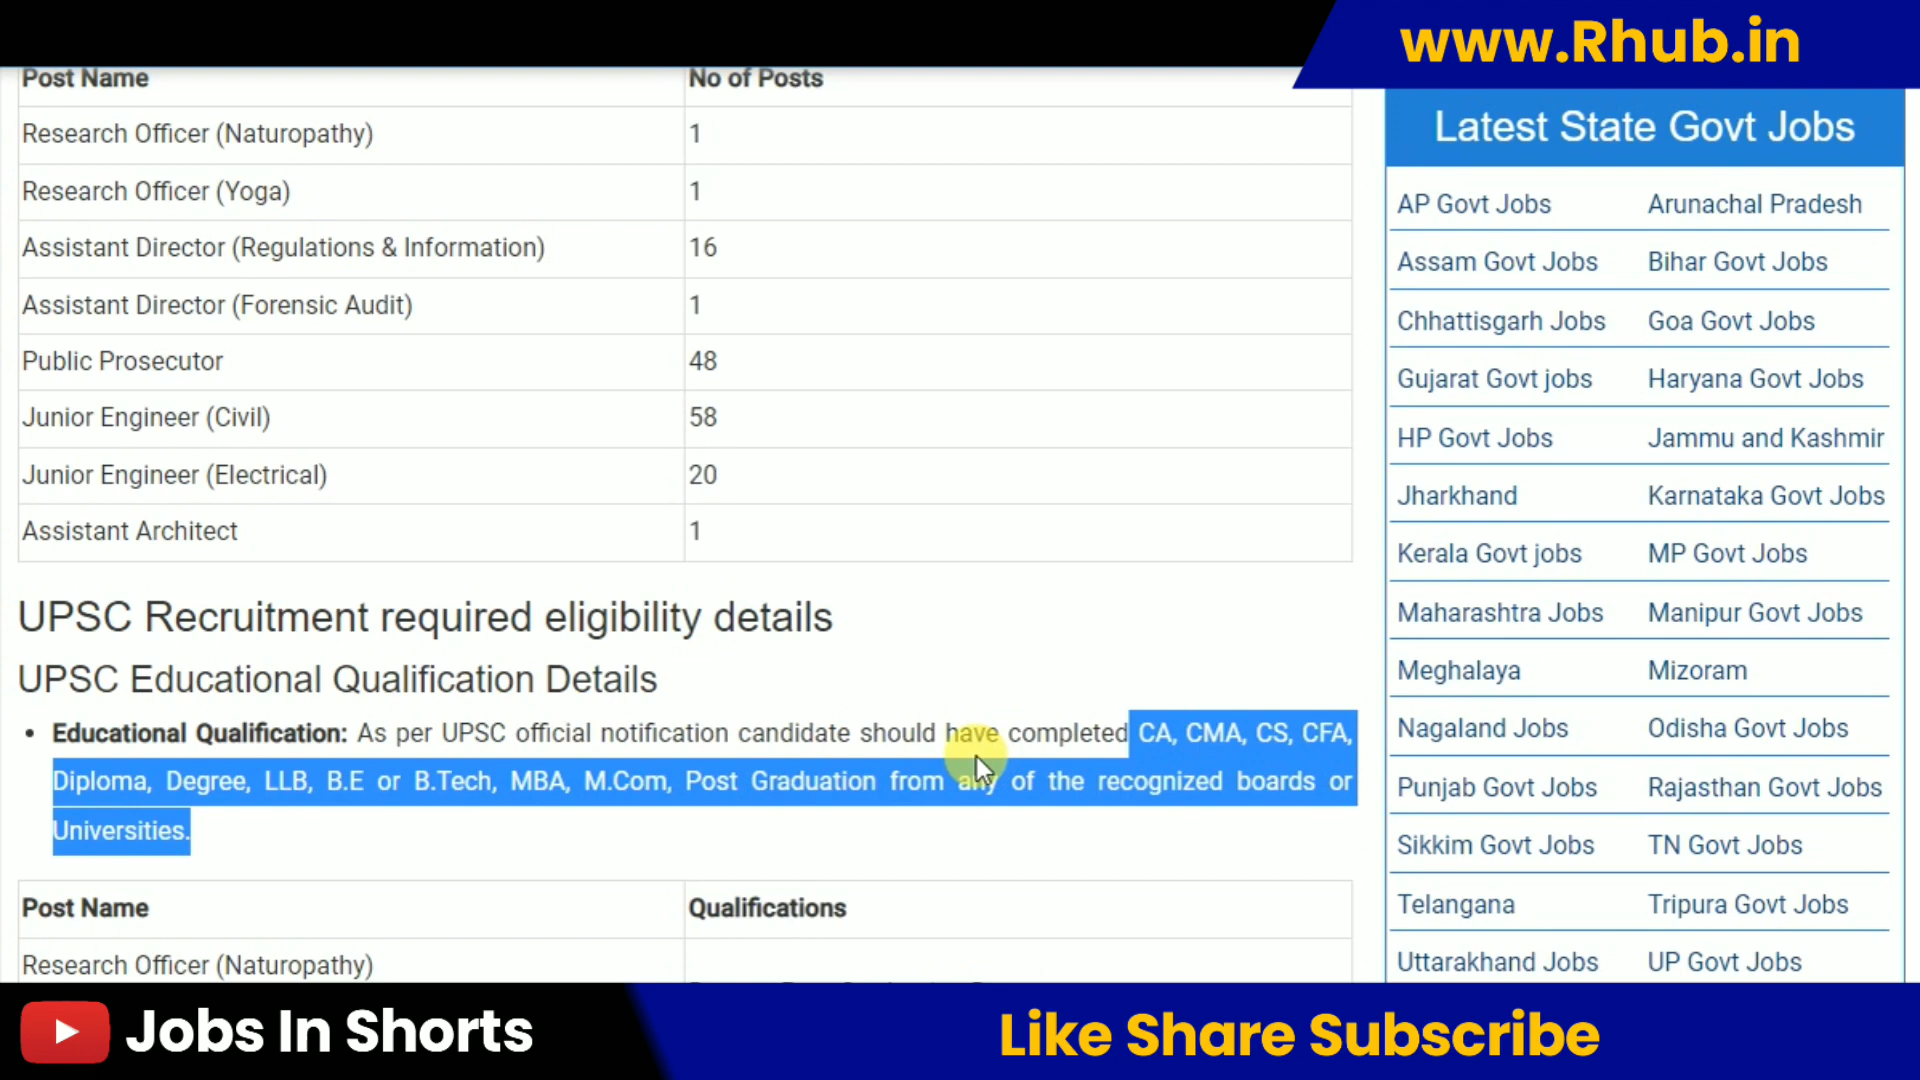 www.Rhub.in
Post Name No of Posts
Research Officer (Naturopathy) 1
Research Officer (Yoga) 1
Assistant Director (Regulations & Information) 16
Assistant Director (Forensic Audit) 1
Public Prosecutor 48
Junior Engineer (Civil) 58
Junior Engineer (Electrical) 20
Assistant Architect 1
UPSC Recruitment required eligibility details
UPSC Educational Qualification Details
• Educational Qualification: As per UPSC official notification candidate should have completed CA, CMA, CS, CFA,
Diploma, Degree, LLB, B.E or B.Tech, MBA, M.Com, Post Graduation from any of the recognized boards or
Universities.
Post Name Qualifications
Research Officer (Naturopathy)
Latest State Govt Jobs
AP Govt Jobs Arunachal Pradesh
Assam Govt Jobs Bihar Govt Jobs
Chhattisgarh Jobs Goa Govt Jobs
Gujarat Govt jobs Haryana Govt Jobs
HP Govt Jobs Jammu and Kashmir
Jharkhand Karnataka Govt Jobs
Kerala Govt jobs MP Govt Jobs
Maharashtra Jobs Manipur Govt Jobs
Meghalaya Mizoram
Nagaland Jobs Odisha Govt Jobs
Punjab Govt Jobs Rajasthan Govt Jobs
Sikkim Govt Jobs TN Govt Jobs
Telangana Tripura Govt Jobs
Uttarakhand Jobs UP Govt Jobs
Jobs In Shorts
Like Share Subscribe